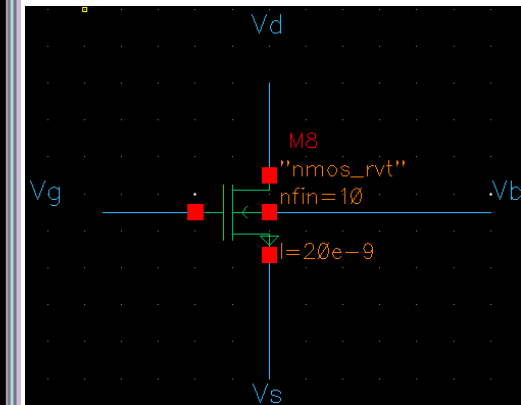 Vd
M8
"nmos_rvt"
Vg
nfin=10
Vb
l=20e-9
Vs